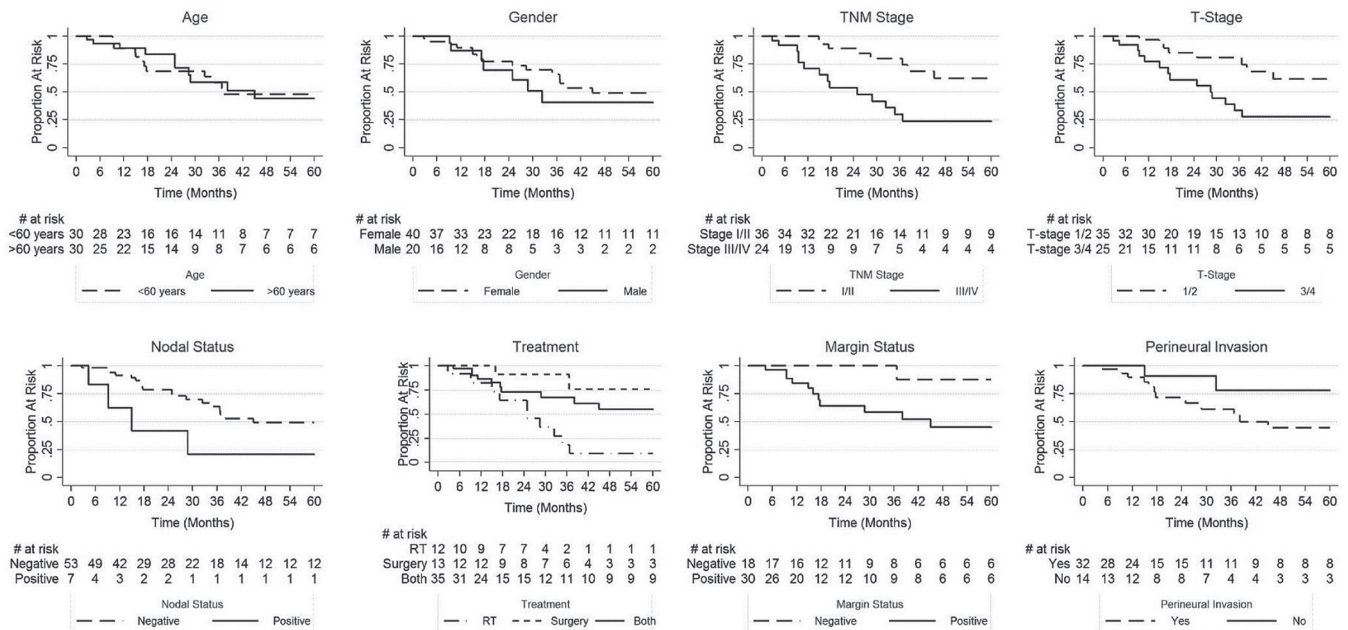 Age
Proportion At Risk
0 .25 .5 .75 1
0 6 12 18 24 30 36 42 48 54 60
Time (Months)
# at risk
<60 years 30 28 23 16 16 14 11 8 7 7 7
>60 years 30 25 22 15 14 9 8 7 6 6 6
Age
<60 years >60 years
Gender
Proportion At Risk
0 .25 .5 .75 1
0 6 12 18 24 30 36 42 48 54 60
Time (Months)
# at risk
Female 40 37 33 23 22 18 16 12 11 11 11
Male 20 16 12 8 8 5 3 3 2 2 2
Gender
Female Male
TNM Stage
Proportion At Risk
0 .25 .5 .75 1
0 6 12 18 24 30 36 42 48 54 60
Time (Months)
# at risk
Stage I/II 36 34 32 22 21 16 14 11 9 9 9
Stage III/IV 24 19 13 9 9 7 5 4 4 4 4
TNM Stage
I/II III/IV
T-Stage
Proportion At Risk
0 .25 .5 .75 1
0 6 12 18 24 30 36 42 48 54 60
Time (Months)
# at risk
T-stage 1/2 35 32 30 20 19 15 13 10 8 8 8
T-stage 3/4 25 21 15 11 11 8 6 5 5 5 5
T-Stage
1/2 3/4
Nodal Status
Proportion At Risk
0 .25 .5 .75 1
0 6 12 18 24 30 36 42 48 54 60
Time (Months)
# at risk
Negative 53 49 42 29 28 22 18 14 12 12 12
Positive 7 4 3 2 2 1 1 1 1 1 1
Nodal Status
Negative Positive
Treatment
Proportion At Risk
0 .25 .5 .75 1
0 6 12 18 24 30 36 42 48 54 60
Time (Months)
# at risk
RT 12 10 9 7 7 4 2 1 1 1 1
Surgery 13 12 12 9 8 7 6 4 3 3 3
Both 35 31 24 15 15 12 11 10 9 9 9
Treatment
RT Surgery Both
Margin Status
Proportion At Risk
0 .25 .5 .75 1
0 6 12 18 24 30 36 42 48 54 60
Time (Months)
# at risk
Negative 18 17 16 12 11 9 8 6 6 6 6
Positive 30 26 20 12 12 10 9 8 6 6 6
Margin Status
Negative Positive
Perineural Invasion
Proportion At Risk
0 .25 .5 .75 1
0 6 12 18 24 30 36 42 48 54 60
Time (Months)
# at risk
Yes 32 28 24 15 15 11 11 9 8 8 8
No 14 13 12 8 8 7 4 4 3 3 3
Perineural Invasion
Yes No